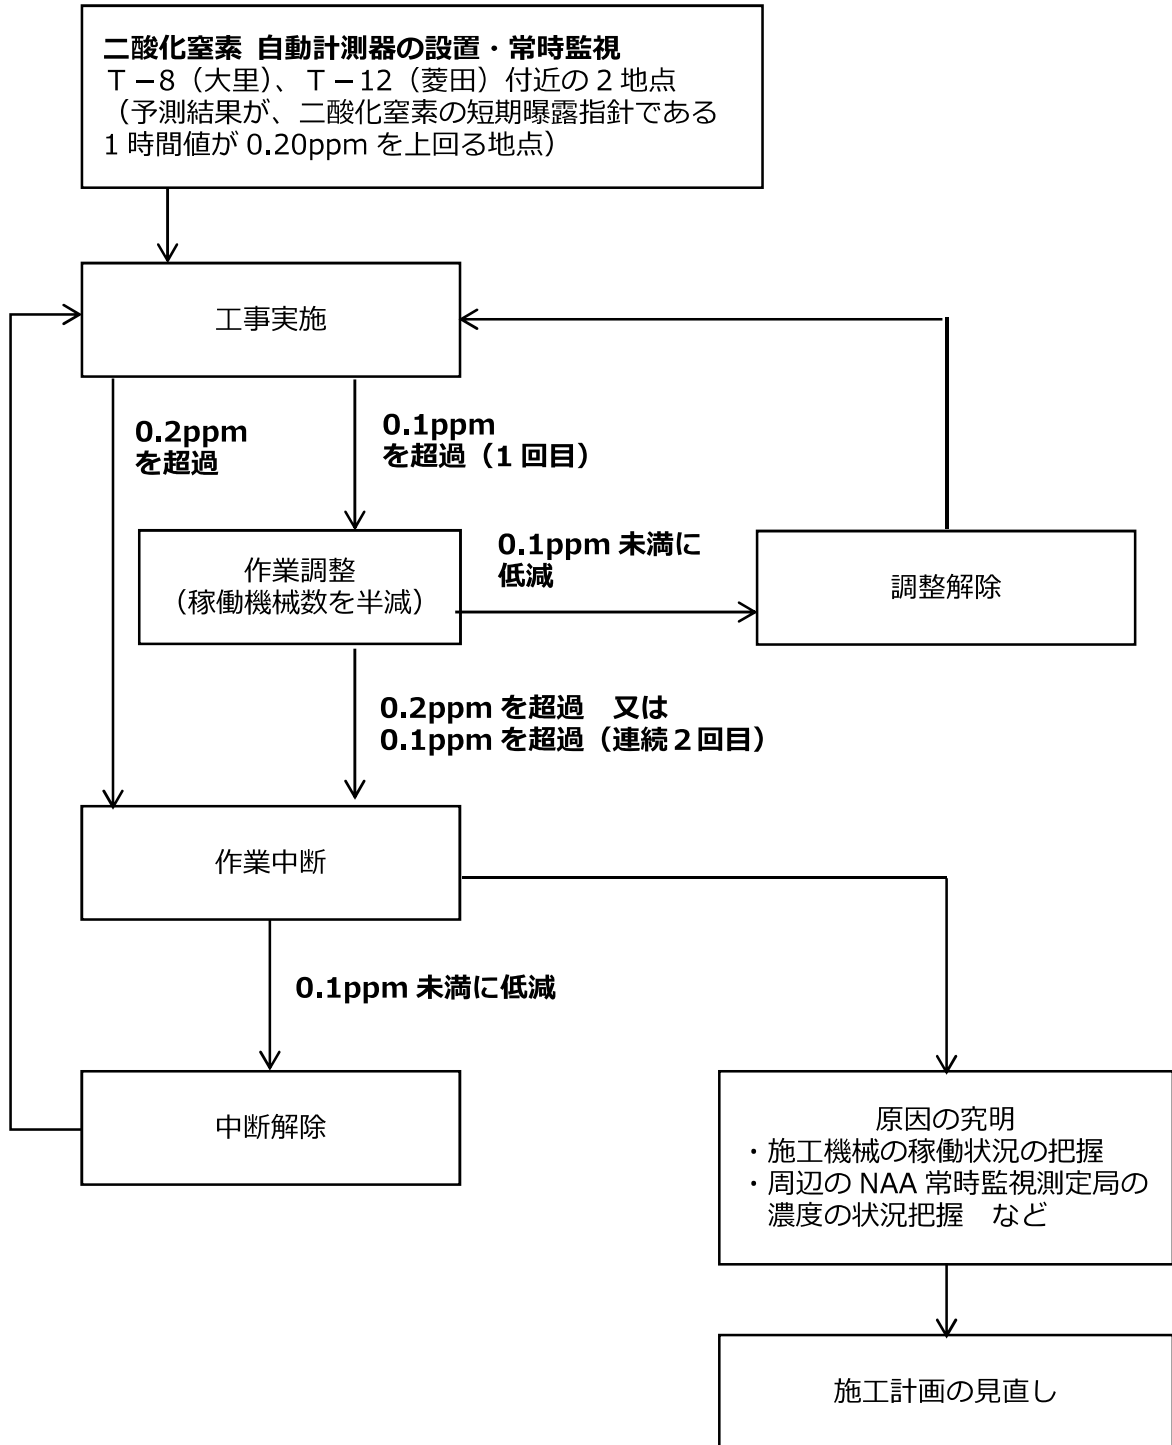 二酸化窒素 自動計測器の設置・常時監視
Ｔ－8（大里）、Ｔ－12（菱田）付近の 2 地点
（予測結果が、二酸化窒素の短期曝露指針である
1 時間値が 0.20ppm を上回る地点）
工事実施
0.2ppm
を超過
0.1ppm
を超過（1 回目）
作業調整
（稼働機械数を半減）
0.1ppm 未満に
低減
調整解除
0.2ppm を超過　又は
0.1ppm を超過（連続２回目）
作業中断
0.1ppm 未満に低減
中断解除
原因の究明
・施工機械の稼働状況の把握
・周辺の NAA 常時監視測定局の
濃度の状況把握　など
施工計画の見直し